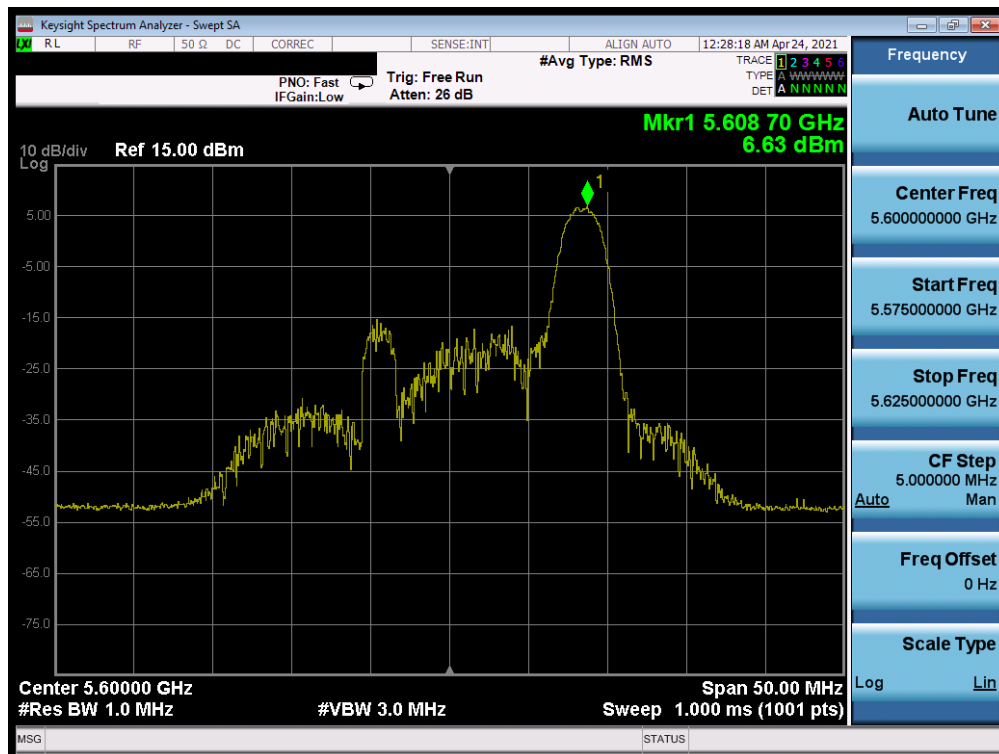 Keysight Spectrum Analyzer - Swept SA
LXI RL RF 50 Ω DC CORREC SENSE:INT ALIGN AUTO 12:28:18 AM Apr 24, 2021
#Avg Type: RMS TRACE 1 2 3 4 5 6
PNO: Fast Trig: Free Run TYPE A WWWWW
IFGain:Low Atten: 26 dB DET A N N N N N
Mkr1 5.608 70 GHz
6.63 dBm
10 dB/div Ref 15.00 dBm
Log
1
5.00
-5.00
-15.0
-25.0
-35.0
-45.0
-55.0
-65.0
-75.0
Center 5.60000 GHz Span 50.00 MHz
#Res BW 1.0 MHz #VBW 3.0 MHz Sweep 1.000 ms (1001 pts)
MSG STATUS
Frequency
Auto Tune
Center Freq
5.600000000 GHz
Start Freq
5.575000000 GHz
Stop Freq
5.625000000 GHz
CF Step
5.000000 MHz
Auto Man
Freq Offset
0 Hz
Scale Type
Log Lin